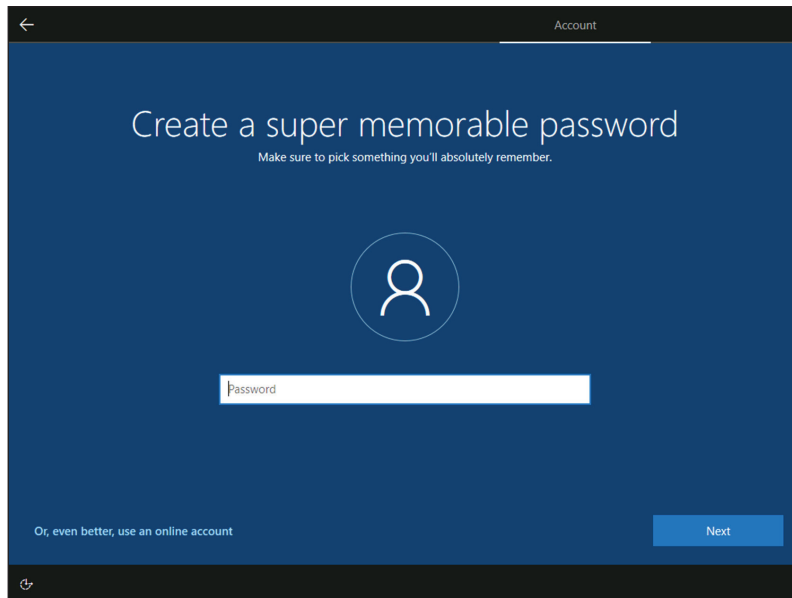 Account
Create a super memorable password
Make sure to pick something you'll absolutely remember.
Password
Or, even better, use an online account
Next